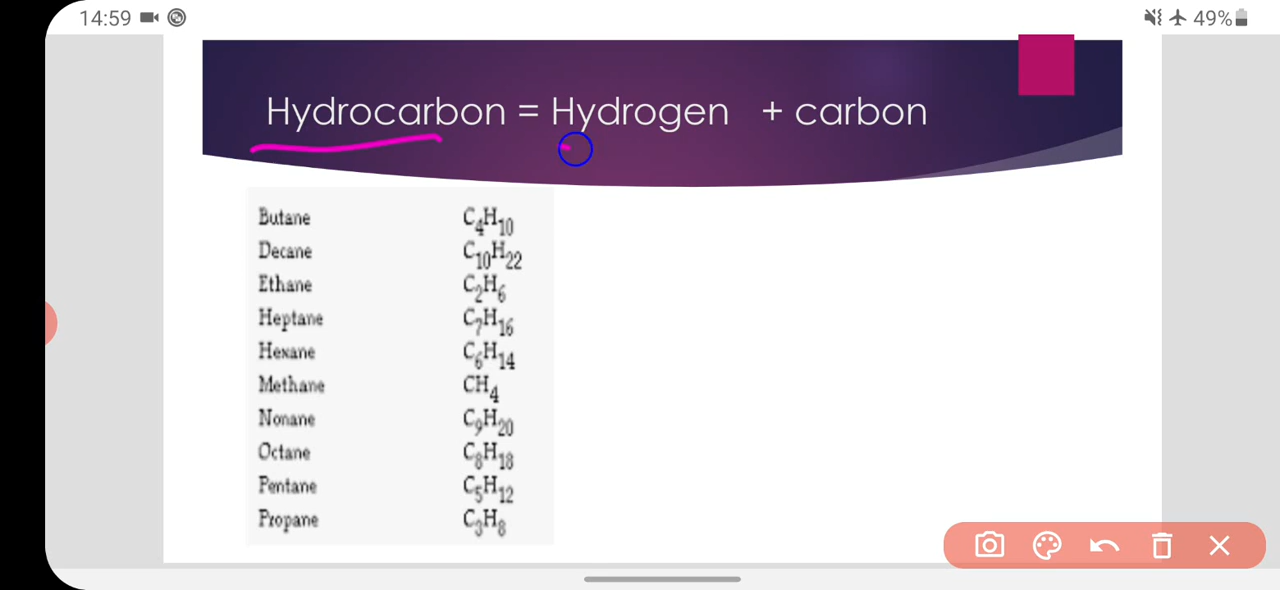 14:59 49%
Hydrocarbon = Hydrogen + carbon
Butane C₄H₁₀
Decane C₁₀H₂₂
Ethane C₂H₆
Heptane C₇H₁₆
Hexane C₆H₁₄
Methane CH₄
Nonane C₉H₂₀
Octane C₈H₁₈
Pentane C₅H₁₂
Propane C₃H₈